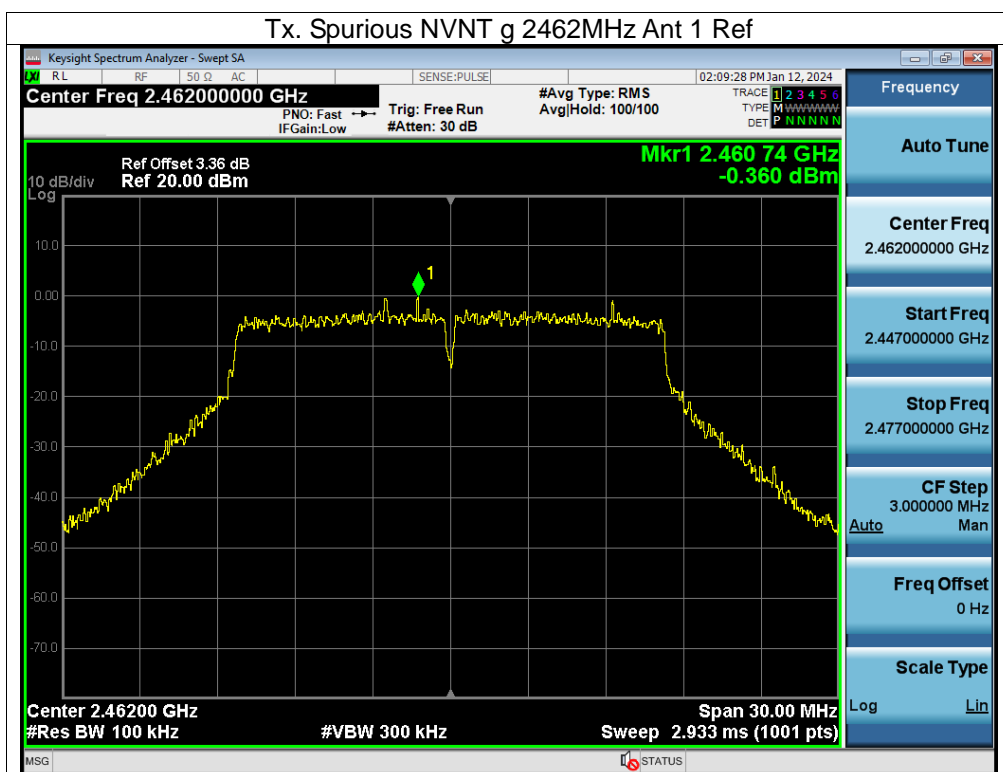 Tx. Spurious NVNT g 2462MHz Ant 1 Ref
Keysight Spectrum Analyzer - Swept SA
LXI RL RF 50 Ω AC SENSE:PULSE 02:09:28 PM Jan 12, 2024
Center Freq 2.462000000 GHz
PNO: Fast
IFGain:Low
Trig: Free Run
#Atten: 30 dB
#Avg Type: RMS
Avg|Hold: 100/100
TRACE 1 2 3 4 5 6
TYPE M WWWWW
DET P N N N N N
Mkr1 2.460 74 GHz
-0.360 dBm
Ref Offset 3.36 dB
10 dB/div Ref 20.00 dBm
Log
10.0
0.00
-10.0
-20.0
-30.0
-40.0
-50.0
-60.0
-70.0
1
Center 2.46200 GHz Span 30.00 MHz
#Res BW 100 kHz #VBW 300 kHz Sweep 2.933 ms (1001 pts)
MSG STATUS
Frequency
Auto Tune
Center Freq
2.462000000 GHz
Start Freq
2.447000000 GHz
Stop Freq
2.477000000 GHz
CF Step
3.000000 MHz
Auto Man
Freq Offset
0 Hz
Scale Type
Log Lin